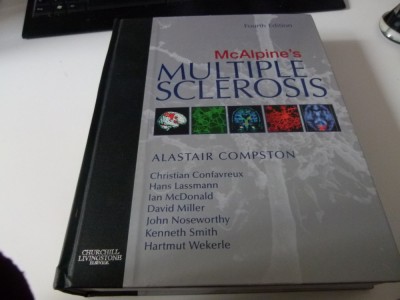 Fourth Edition
McAlpine's
MULTIPLE
SCLEROSIS
ALASTAIR COMPSTON
Christian Confavreux
Hans Lassmann
Ian McDonald
David Miller
John Noseworthy
Kenneth Smith
Hartmut Wekerle
CHURCHILL
LIVINGSTONE
ELSEVIER